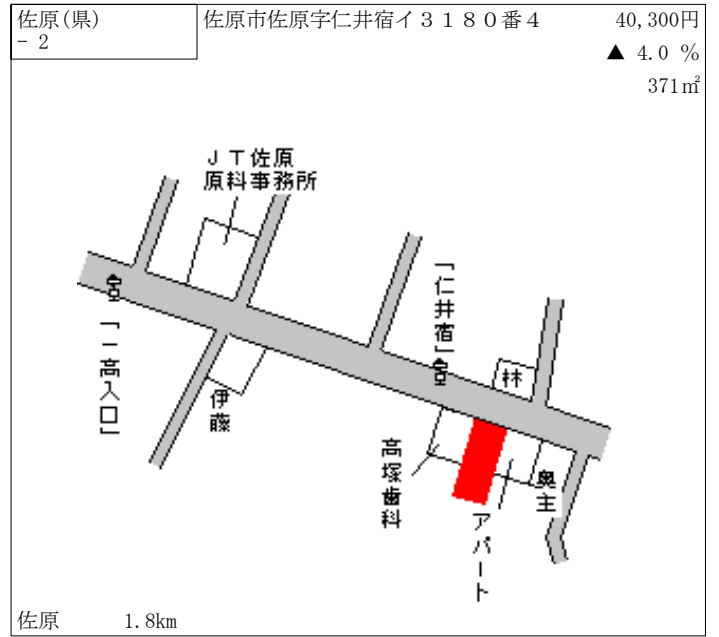 佐原(県)
- 2
佐原市佐原字仁井宿イ３１８０番４
40,300円
▲ 4.0 %
371㎡
ＪＴ佐原
原料事務所
「一高入口」
伊藤
「仁井宿」
林
高塚歯科
アパート
奥主
佐原 1.8km